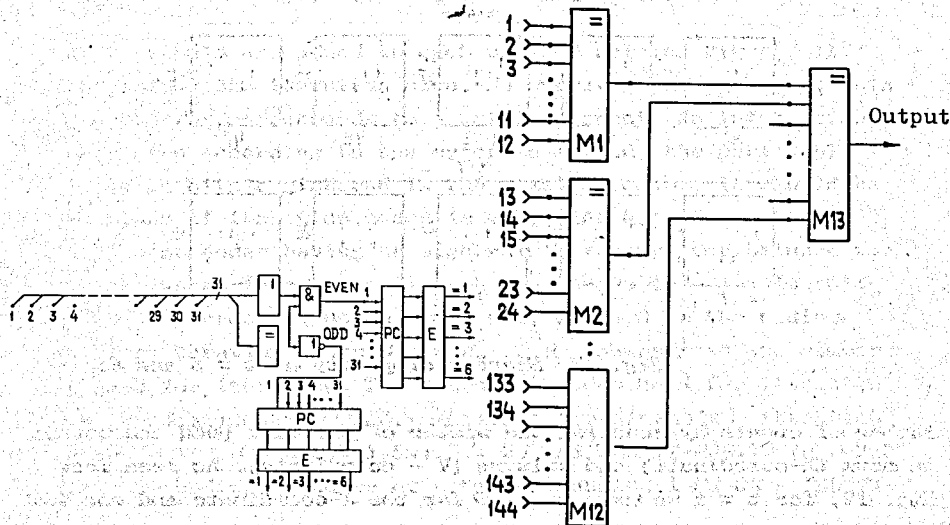 1
2
3
11
12
=
M1
13
14
15
23
24
=
M2
133
134
143
144
M12
=
M13
Output
1 2 3 4 29 30 31
31
1
=
&
EVEN
1
ODD
1
2
3
4
31
PC
E
=1
=2
=3
=6
1 2 3 4 31
PC
E
=1 =2 =3 =6